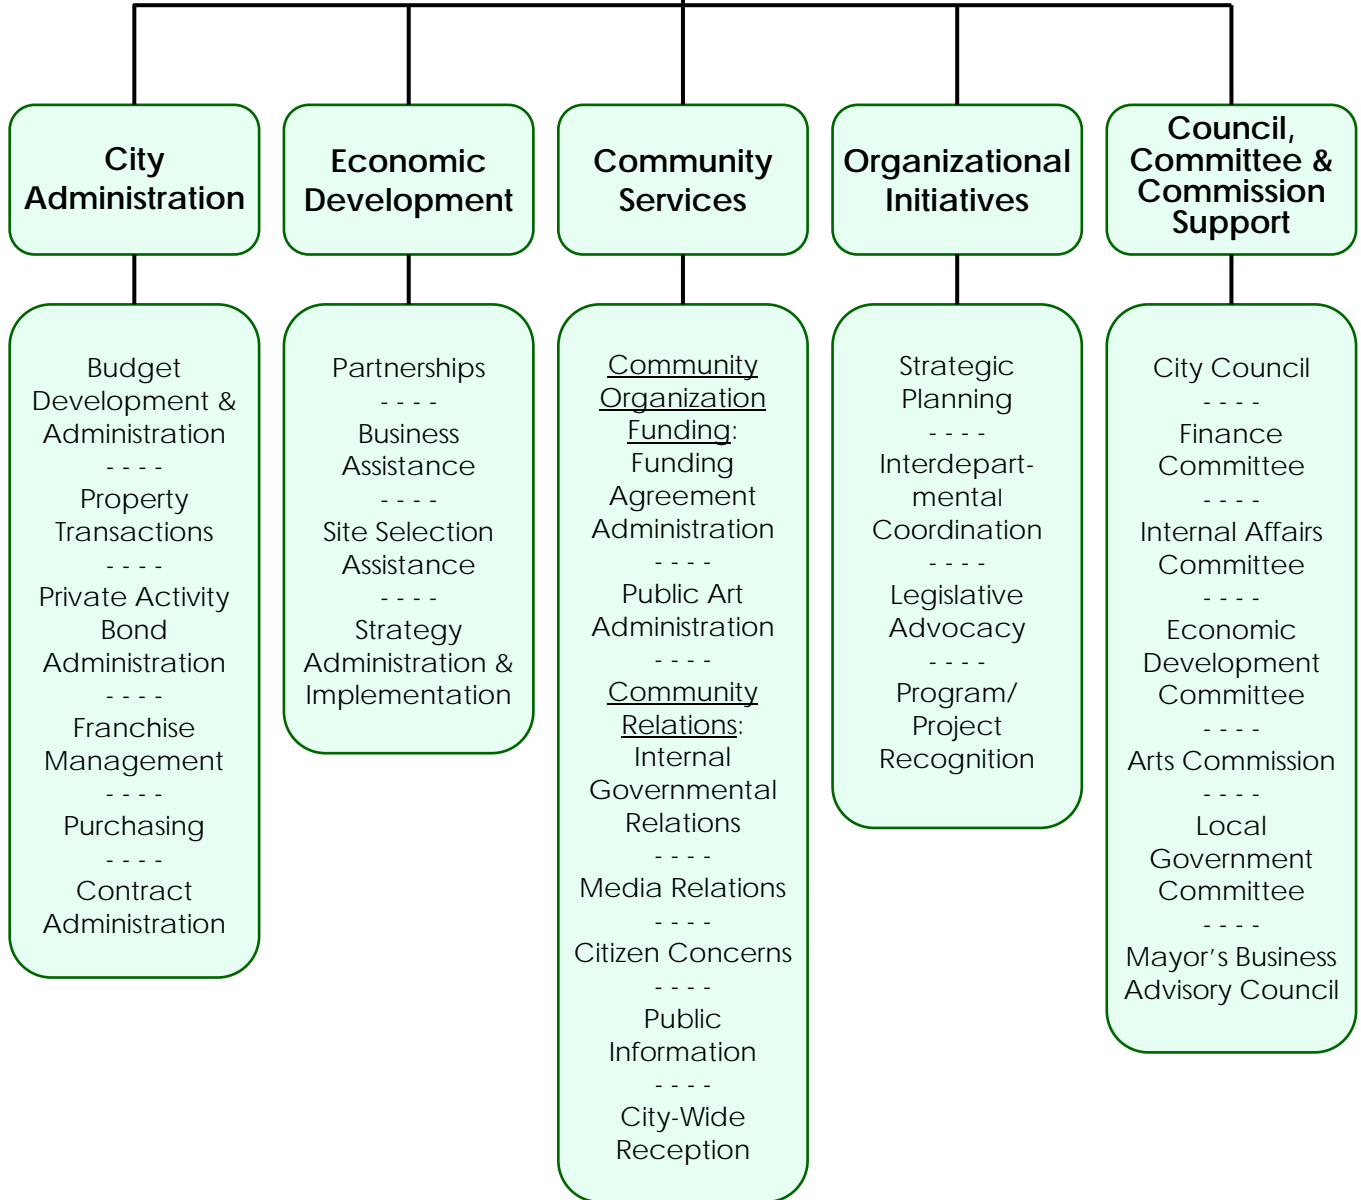 City
Administration
Economic
Development
Community
Services
Organizational
Initiatives
Council,
Committee &
Commission
Support
Budget
Development &
Administration
- - - -
Property
Transactions
- - - -
Private Activity
Bond
Administration
- - - -
Franchise
Management
- - - -
Purchasing
- - - -
Contract
Administration
Partnerships
- - - -
Business
Assistance
- - - -
Site Selection
Assistance
- - - -
Strategy
Administration &
Implementation
Community
Organization
Funding:
Funding
Agreement
Administration
- - - -
Public Art
Administration
- - - -
Community
Relations:
Internal
Governmental
Relations
- - - -
Media Relations
- - - -
Citizen Concerns
- - - -
Public
Information
- - - -
City-Wide
Reception
Strategic
Planning
- - - -
Interdepart-
mental
Coordination
- - - -
Legislative
Advocacy
- - - -
Program/
Project
Recognition
City Council
- - - -
Finance
Committee
- - - -
Internal Affairs
Committee
- - - -
Economic
Development
Committee
- - - -
Arts Commission
- - - -
Local
Government
Committee
- - - -
Mayor's Business
Advisory Council